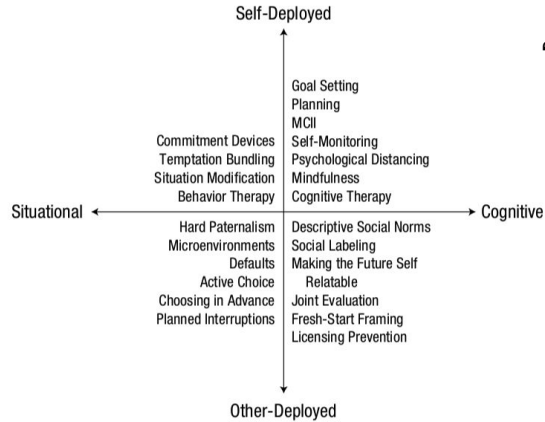 Self-Deployed
Goal Setting
Planning
MCII
Commitment Devices Self-Monitoring
Temptation Bundling Psychological Distancing
Situation Modification Mindfulness
Behavior Therapy Cognitive Therapy
Situational Cognitive
Hard Paternalism Descriptive Social Norms
Microenvironments Social Labeling
Defaults Making the Future Self
Active Choice Relatable
Choosing in Advance Joint Evaluation
Planned Interruptions Fresh-Start Framing
Licensing Prevention
Other-Deployed